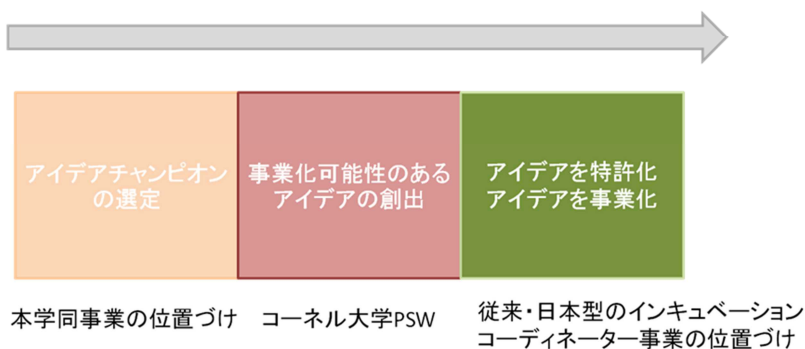 アイデアチャンピオン
の選定
事業化可能性のある
アイデアの創出
アイデアを特許化
アイデアを事業化
本学同事業の位置づけ
コーネル大学PSW
従来・日本型のインキュベーション
コーディネーター事業の位置づけ